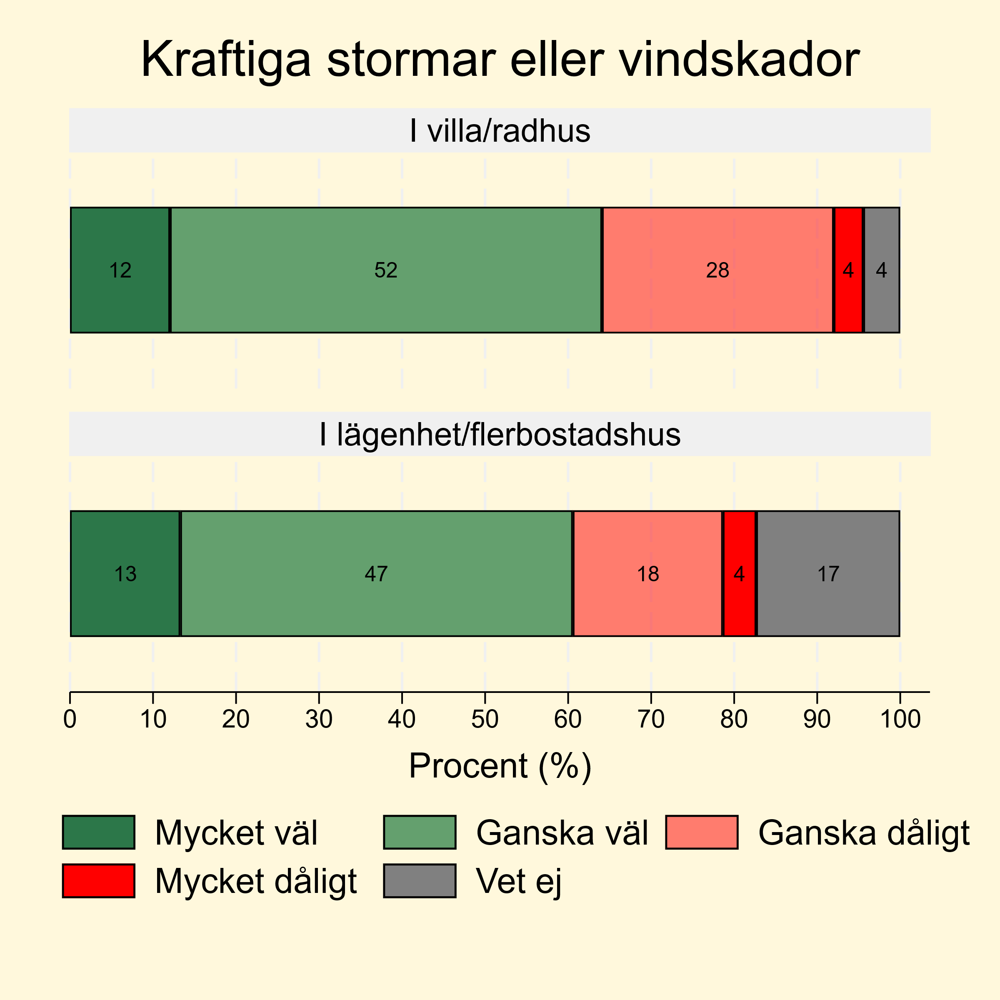 Kraftiga stormar eller vindskador
I villa/radhus
12 52 28 4 4
I lägenhet/flerbostadshus
13 47 18 4 17
0 10 20 30 40 50 60 70 80 90 100
Procent (%)
Mycket väl Ganska väl Ganska dåligt
Mycket dåligt Vet ej